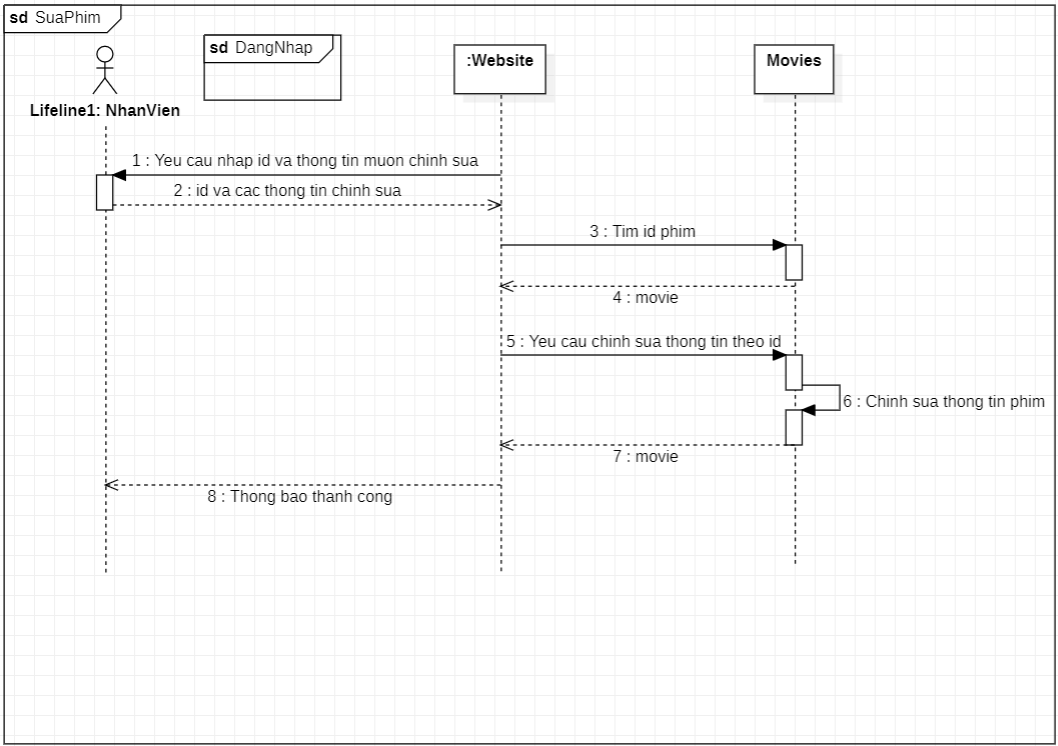 sd SuaPhim
sd DangNhap
:Website
Movies
Lifeline1: NhanVien
1 : Yeu cau nhap id va thong tin muon chinh sua
2 : id va cac thong tin chinh sua
3 : Tim id phim
4 : movie
5 : Yeu cau chinh sua thong tin theo id
6 : Chinh sua thong tin phim
7 : movie
8 : Thong bao thanh cong